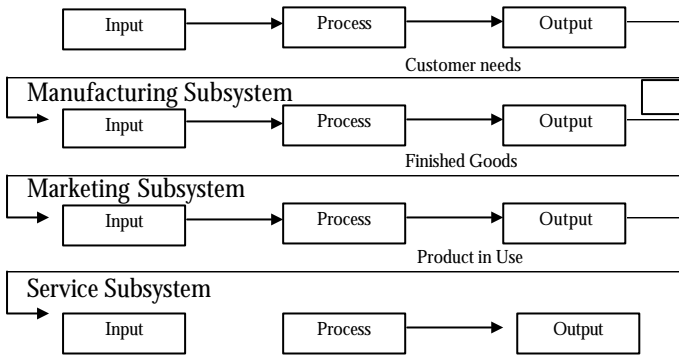 Input Process Output
Customer needs
Manufacturing Subsystem
Input Process Output
Finished Goods
Marketing Subsystem
Input Process Output
Product in Use
Service Subsystem
Input Process Output